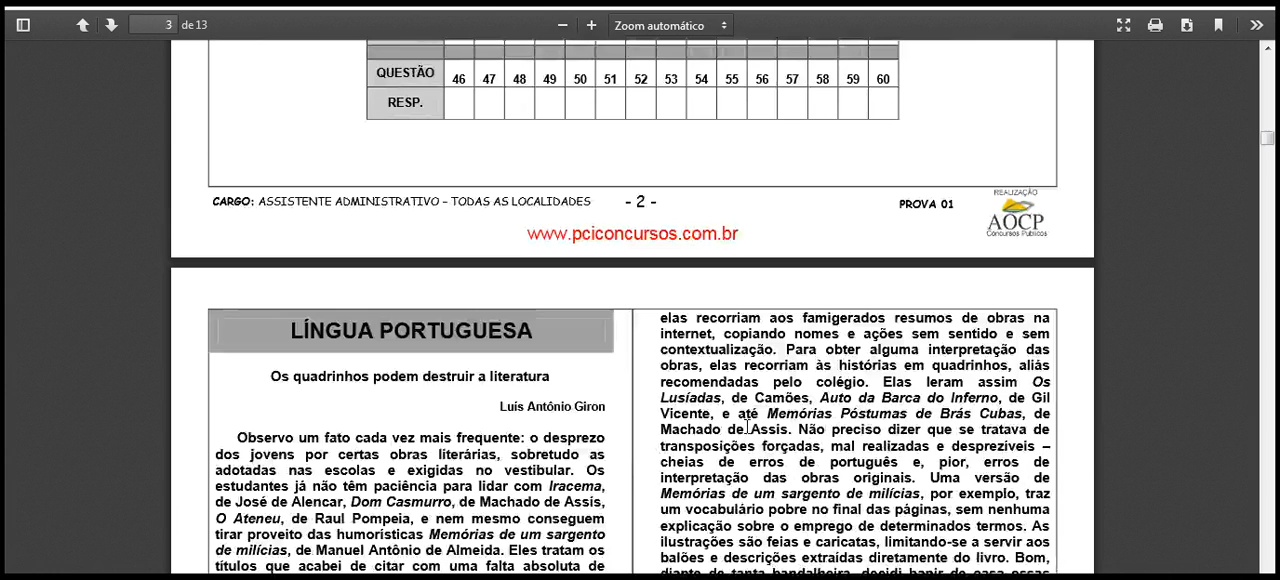 3 de 13
Zoom automático
QUESTÃO 46 47 48 49 50 51 52 53 54 55 56 57 58 59 60
RESP.
CARGO: ASSISTENTE ADMINISTRATIVO – TODAS AS LOCALIDADES - 2 - PROVA 01
REALIZAÇÃO
AOCP
Concursos Públicos
www.pciconcursos.com.br
LÍNGUA PORTUGUESA
Os quadrinhos podem destruir a literatura
Luís Antônio Giron
Observo um fato cada vez mais frequente: o desprezo
dos jovens por certas obras literárias, sobretudo as
adotadas nas escolas e exigidas no vestibular. Os
estudantes já não têm paciência para lidar com Iracema,
de José de Alencar, Dom Casmurro, de Machado de Assis,
O Ateneu, de Raul Pompeia, e nem mesmo conseguem
tirar proveito das humorísticas Memórias de um sargento
de milícias, de Manuel Antônio de Almeida. Eles tratam os
títulos que acabei de citar com uma falta absoluta de
elas recorriam aos famigerados resumos de obras na
internet, copiando nomes e ações sem sentido e sem
contextualização. Para obter alguma interpretação das
obras, elas recorriam às histórias em quadrinhos, aliás
recomendadas pelo colégio. Elas leram assim Os
Lusíadas, de Camões, Auto da Barca do Inferno, de Gil
Vicente, e até Memórias Póstumas de Brás Cubas, de
Machado de Assis. Não preciso dizer que se tratava de
transposições forçadas, mal realizadas e desprezíveis –
cheias de erros de português e, pior, erros de
interpretação das obras originais. Uma versão de
Memórias de um sargento de milícias, por exemplo, traz
um vocabulário pobre no final das páginas, sem nenhuma
explicação sobre o emprego de determinados termos. As
ilustrações são feias e caricatas, limitando-se a servir aos
balões e descrições extraídas diretamente do livro. Bom,
diante de tanta bandalheira, decidi banir de casa essas